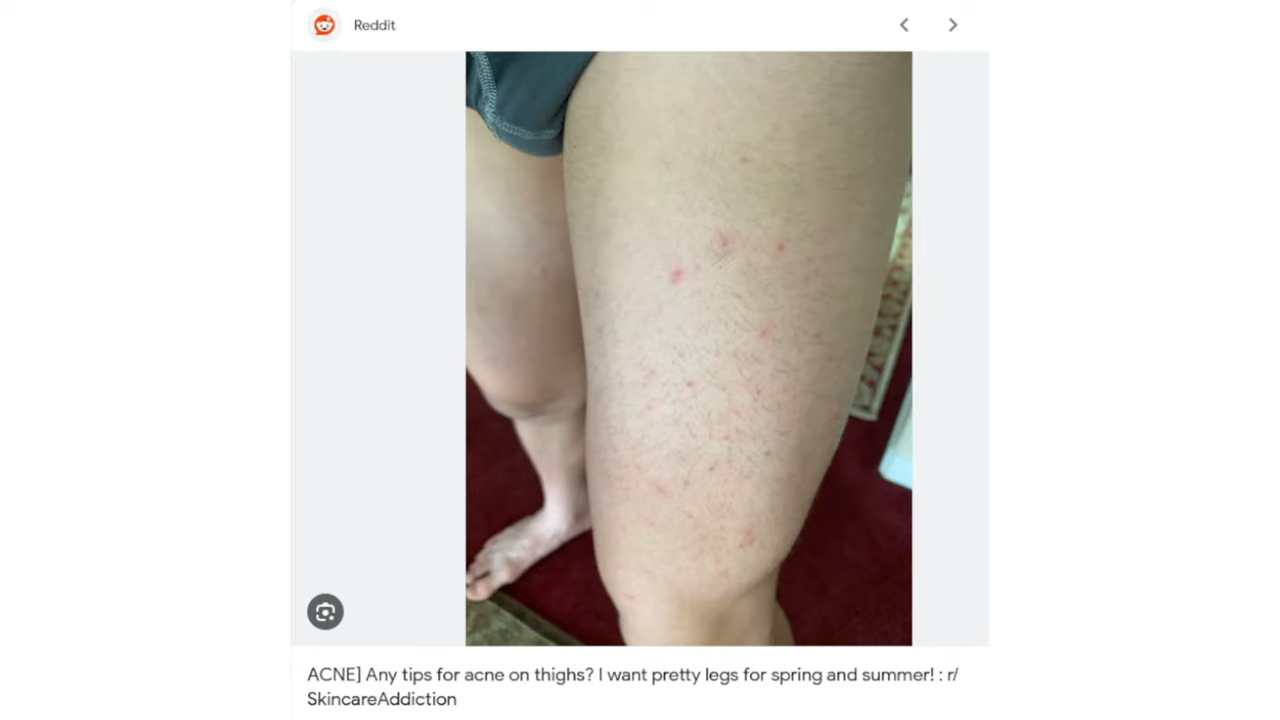 Reddit
ACNE] Any tips for acne on thighs? I want pretty legs for spring and summer! : r/
SkincareAddiction